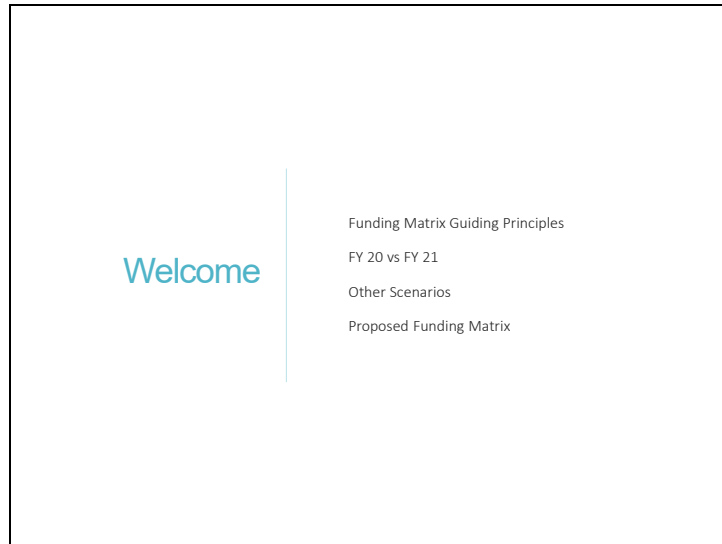 Welcome
Funding Matrix Guiding Principles
FY 20 vs FY 21
Other Scenarios
Proposed Funding Matrix